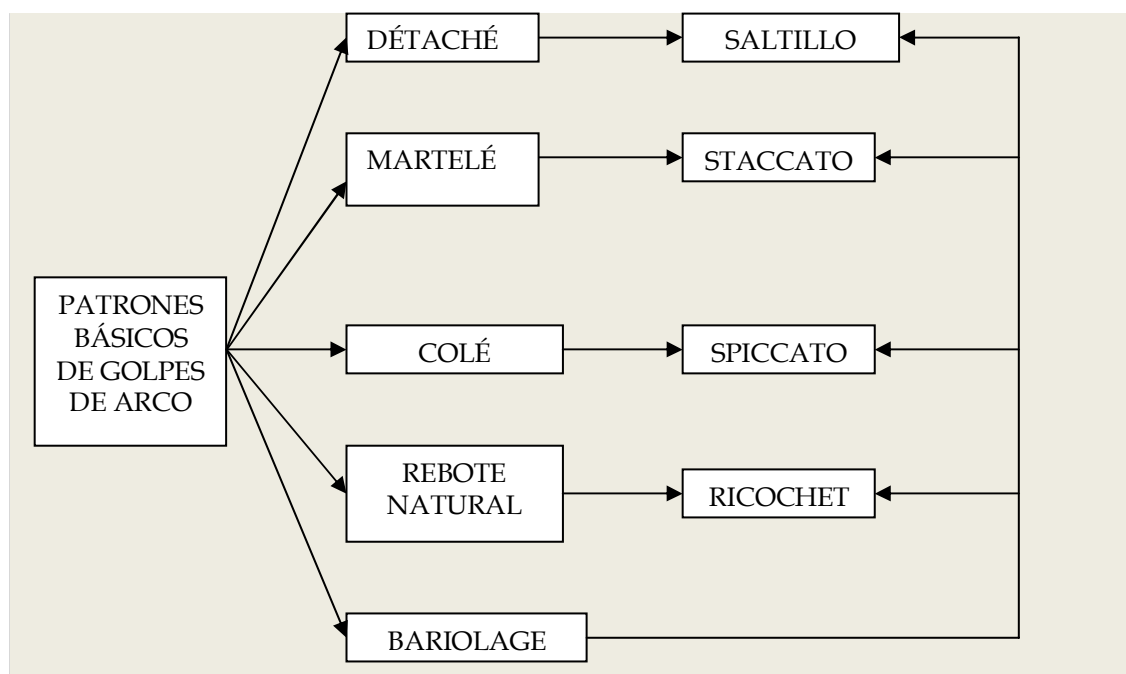 DÉTACHÉ
SALTILLO
MARTELÉ
STACCATO
PATRONES
BÁSICOS
DE GOLPES
DE ARCO
COLÉ
SPICCATO
REBOTE
NATURAL
RICOCHET
BARIOLAGE